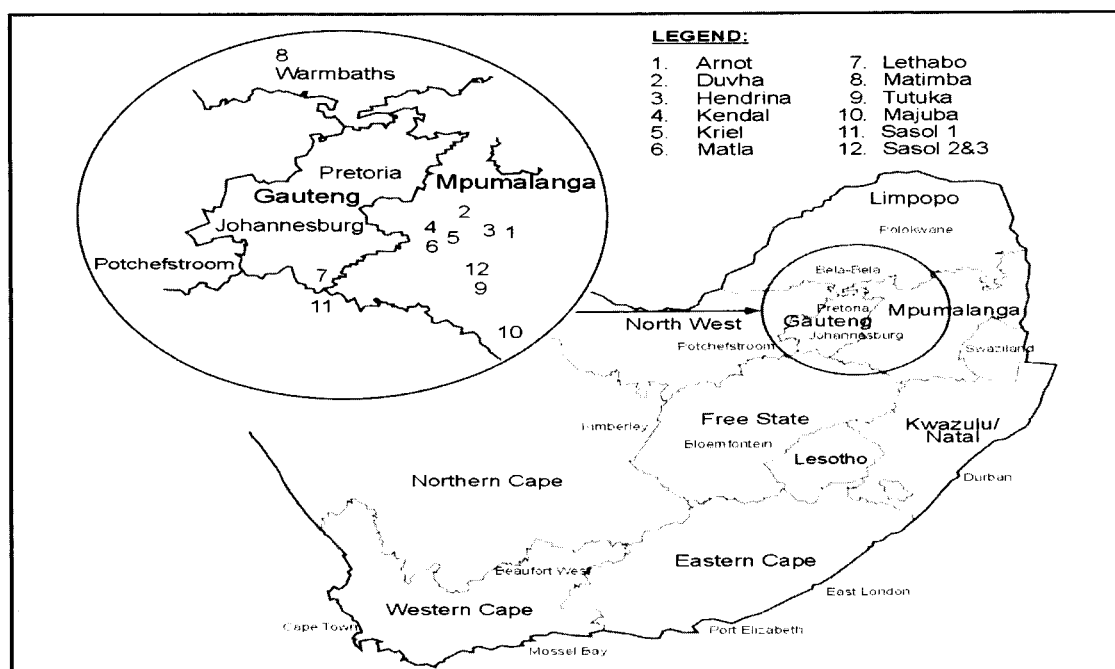 LEGEND:
1. Arnot
2. Duvha
3. Hendrina
4. Kendal
5. Kriel
6. Matla
7. Lethabo
8. Matimba
9. Tutuka
10. Majuba
11. Sasol 1
12. Sasol 2&3
8
Warmbaths
Pretoria
Mpumalanga
Gauteng
2
Johannesburg
4
5
3
1
6
Potchefstroom
7
12
9
11
10
Limpopo
Polokwane
Bela-Bela
Pretoria
Mpumalanga
North West
Gauteng
Johannesburg
Potchefstroom
Swaziland
Free State
Kwazulu/
Natal
Kimberley
Bloemfontein
Lesotho
Northern Cape
Durban
Eastern Cape
Beaufort West
Western Cape
East London
Cape Town
Port Elizabeth
Mossel Bay